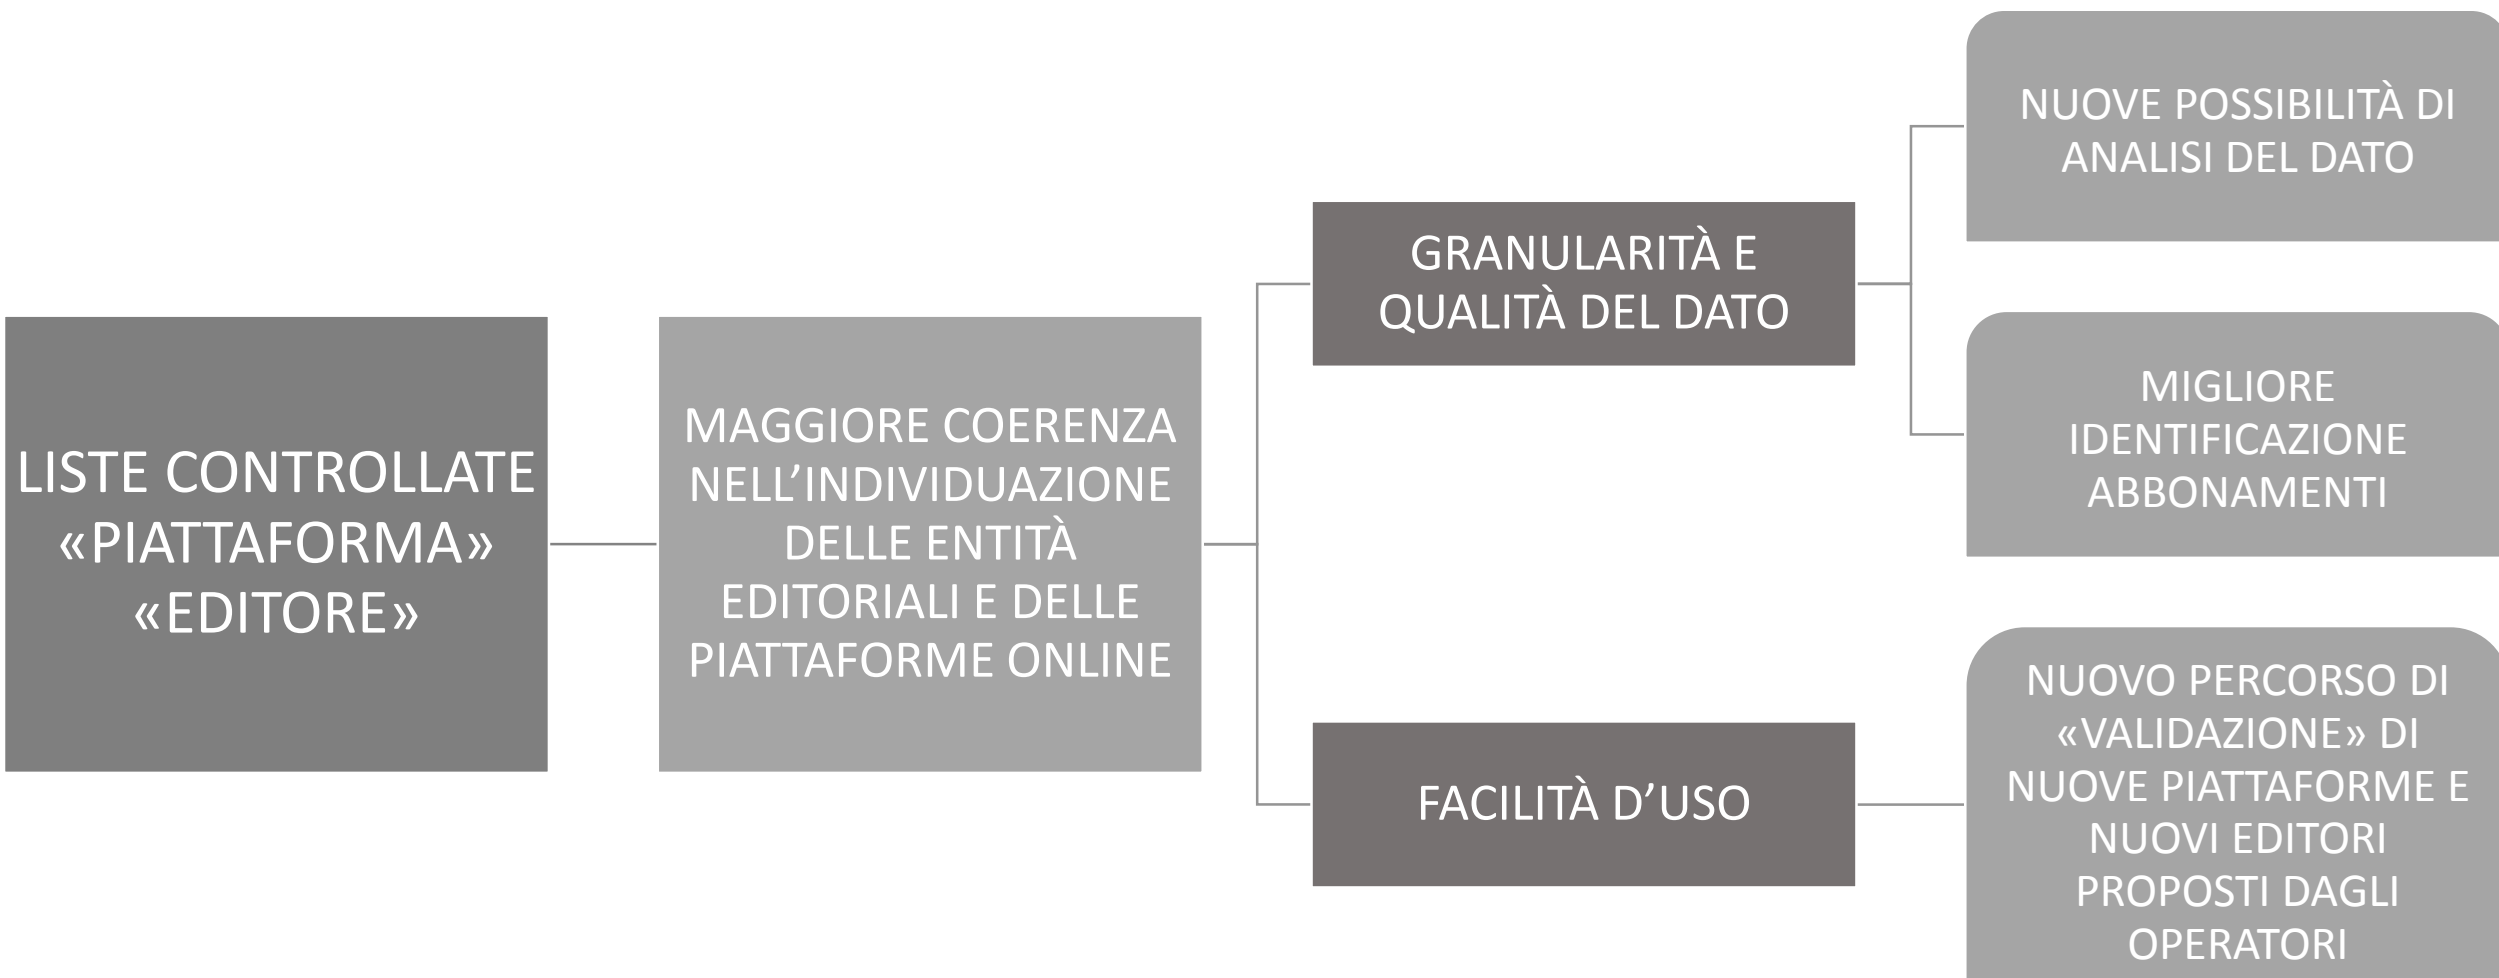 LISTE CONTROLLATE
«PIATTAFORMA»
«EDITORE»
MAGGIORE COERENZA
NELL’INDIVIDUAZIONE
DELLE ENTITÀ
EDITORIALI E DELLE
PIATTAFORME ONLINE
GRANULARITÀ E
QUALITÀ DEL DATO
NUOVE POSSIBILITÀ DI
ANALISI DEL DATO
MIGLIORE
IDENTIFICAZIONE
ABBONAMENTI
FACILITÀ D’USO
NUOVO PERCORSO DI
«VALIDAZIONE» DI
NUOVE PIATTAFORME E
NUOVI EDITORI
PROPOSTI DAGLI
OPERATORI